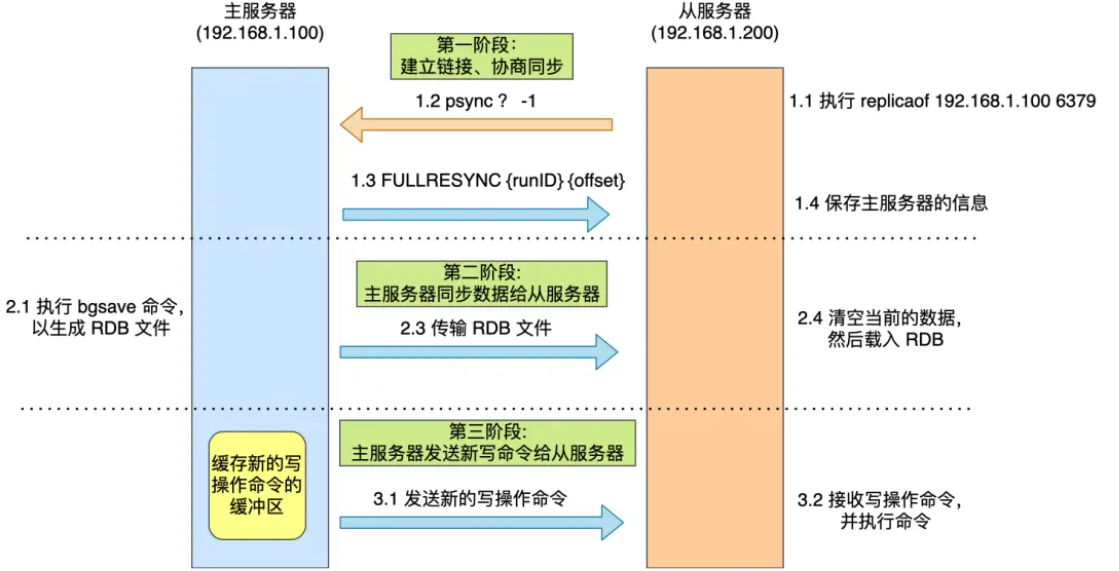 主服务器
(192.168.1.100)
从服务器
(192.168.1.200)
第一阶段：
建立链接、协商同步
1.1 执行 replicaof 192.168.1.100 6379
1.2 psync ？ -1
1.3 FULLRESYNC {runID} {offset}
1.4 保存主服务器的信息
第二阶段:
主服务器同步数据给从服务器
2.1 执行 bgsave 命令，
以生成 RDB 文件
2.3 传输 RDB 文件
2.4 清空当前的数据，
然后载入 RDB
第三阶段:
主服务器发送新写命令给从服务器
缓存新的写
操作命令的
缓冲区
3.1 发送新的写操作命令
3.2 接收写操作命令，
并执行命令